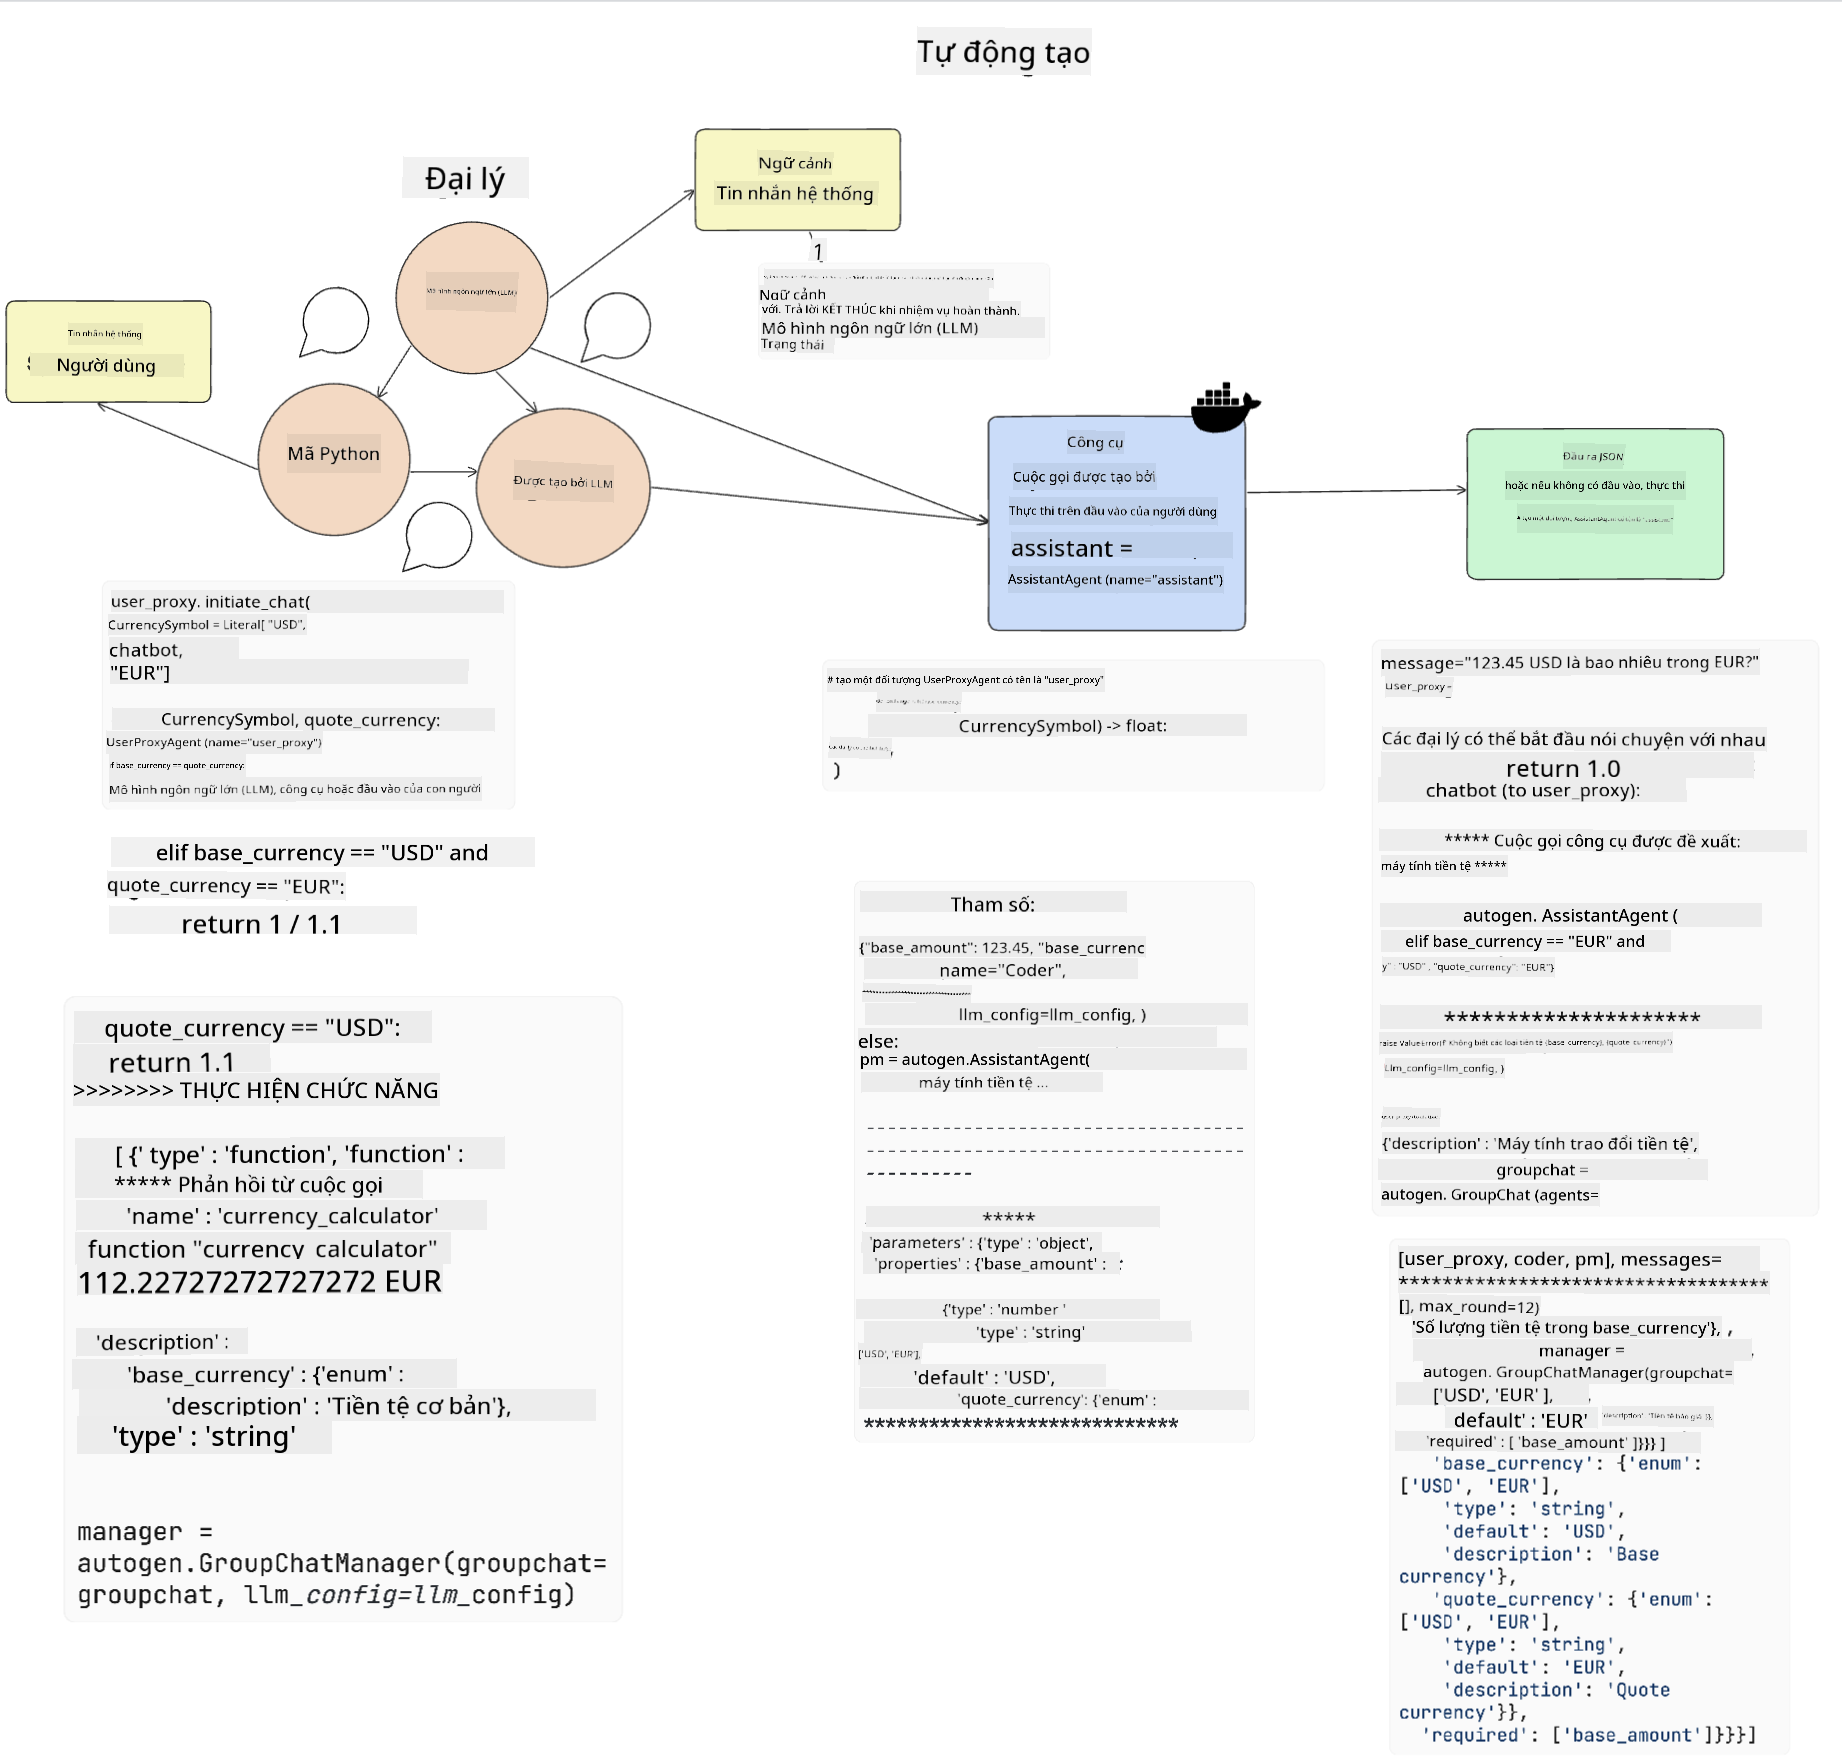 Tự động tạo
Đại lý
Ngữ cảnh
Tin nhắn hệ thống
1
Ngữ cảnh
với. Trả lời KẾT THÚC khi nhiệm vụ hoàn thành.
Mô hình ngôn ngữ lớn (LLM)
Trạng thái
Mô hình ngôn ngữ lớn (LLM)
Tin nhắn hệ thống
Người dùng
Mã Python
Được tạo bởi LLM
Công cụ
Cuộc gọi được tạo bởi
Thực thi trên đầu vào của người dùng
assistant =
AssistantAgent (name="assistant")
Đầu ra JSON
hoặc nếu không có đầu vào, thực thi
# tạo một đối tượng AssistantAgent có tên là "assistant"
user_proxy. initiate_chat(
CurrencySymbol = Literal[ "USD",
chatbot,
"EUR"]
CurrencySymbol, quote_currency:
UserProxyAgent (name="user_proxy")
if base_currency == quote_currency:
Mô hình ngôn ngữ lớn (LLM), công cụ hoặc đầu vào của con người
elif base_currency == "USD" and
quote_currency == "EUR":
return 1 / 1.1
quote_currency == "USD":
return 1.1
>>>>>>>> THỰC HIỆN CHỨC NĂNG
[ {' type' : 'function', 'function' :
***** Phản hồi từ cuộc gọi
'name' : 'currency_calculator'
function "currency_calculator"
112.22727272727272 EUR
'description' :
'base_currency' : {'enum' :
'description' : 'Tiền tệ cơ bản'},
'type' : 'string'
manager =
autogen.GroupChatManager(groupchat=
groupchat, llm_config=llm_config)
# tạo một đối tượng UserProxyAgent có tên là "user_proxy"
CurrencySymbol) -> float:
)
Tham số:
{"base_amount": 123.45, "base_currenc
name="Coder",
llm_config=llm_config, )
else:
pm = autogen.AssistantAgent(
máy tính tiền tệ ...
----------------------------------
----------------------------------
----------
*****
'parameters' : {'type' : 'object',
'properties' : {'base_amount' :
{'type' : 'number '
'type' : 'string'
['USD', 'EUR'],
'default' : 'USD',
'quote_currency': {'enum' :
*****************************
message="123.45 USD là bao nhiêu trong EUR?"
user_proxy =
Các đại lý có thể bắt đầu nói chuyện với nhau
return 1.0
chatbot (to user_proxy):
***** Cuộc gọi công cụ được đề xuất:
máy tính tiền tệ *****
autogen. AssistantAgent (
elif base_currency == "EUR" and
y" : "USD" , "quote_currency": "EUR"}
*********************
raise ValueError(f" Không biết các loại tiền tệ {base_currency}, {quote_currency}")
Llm_config=llm_config, )
{'description' : 'Máy tính trao đổi tiền tệ',
groupchat =
autogen. GroupChat (agents=
[user_proxy, coder, pm], messages=
**********************************
[], max_round=12)
'Số lượng tiền tệ trong base_currency'}, ,
manager =
autogen. GroupChatManager(groupchat=
['USD', 'EUR' ],
default' : 'EUR' 'description' : 'Tiền tệ báo giá' }},
'required' : [ 'base_amount' ]}}} ]
'base_currency': {'enum':
['USD', 'EUR'],
'type': 'string',
'default': 'USD',
'description': 'Base
currency'},
'quote_currency': {'enum':
['USD', 'EUR'],
'type': 'string',
'default': 'EUR',
'description': 'Quote
currency'}},
'required': ['base_amount']}}}]